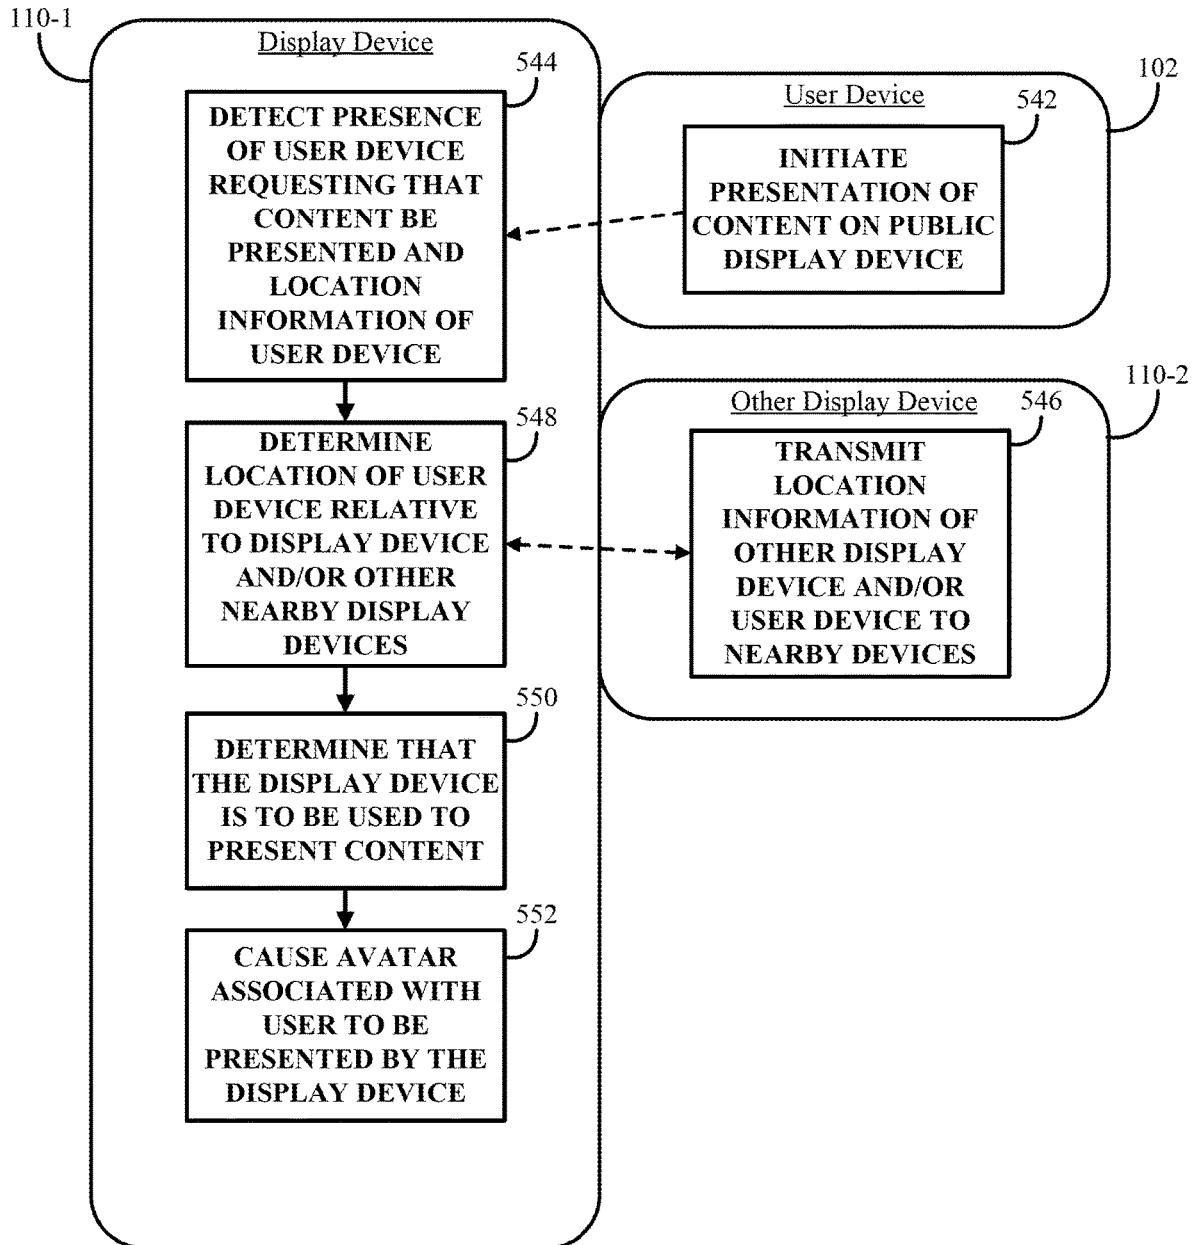 110-1
Display Device
544
DETECT PRESENCE
OF USER DEVICE
REQUESTING THAT
CONTENT BE
PRESENTED AND
LOCATION
INFORMATION OF
USER DEVICE
User Device
102
542
INITIATE
PRESENTATION OF
CONTENT ON PUBLIC
DISPLAY DEVICE
548
DETERMINE
LOCATION OF USER
DEVICE RELATIVE
TO DISPLAY DEVICE
AND/OR OTHER
NEARBY DISPLAY
DEVICES
Other Display Device
110-2
546
TRANSMIT
LOCATION
INFORMATION OF
OTHER DISPLAY
DEVICE AND/OR
USER DEVICE TO
NEARBY DEVICES
550
DETERMINE THAT
THE DISPLAY DEVICE
IS TO BE USED TO
PRESENT CONTENT
552
CAUSE AVATAR
ASSOCIATED WITH
USER TO BE
PRESENTED BY THE
DISPLAY DEVICE